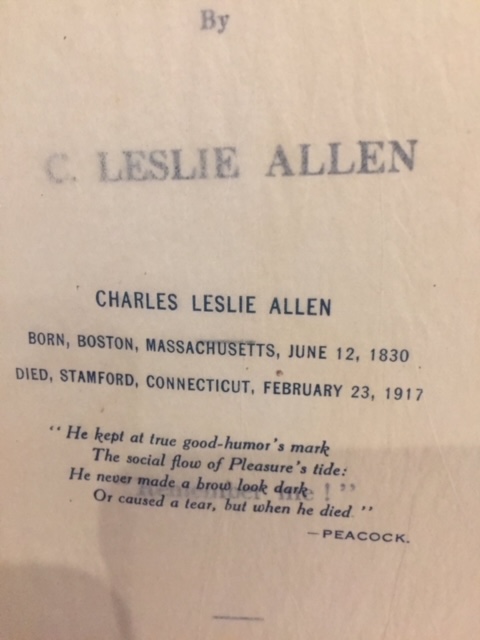 By
C. LESLIE ALLEN
CHARLES LESLIE ALLEN
BORN, BOSTON, MASSACHUSETTS, JUNE 12, 1830
DIED, STAMFORD, CONNECTICUT, FEBRUARY 23, 1917
“ He kept at true good-humor's mark
The social flow of Pleasure's tide:
He never made a brow look dark
Remember me ! ”
Or caused a tear, but when he died. ”
—PEACOCK.